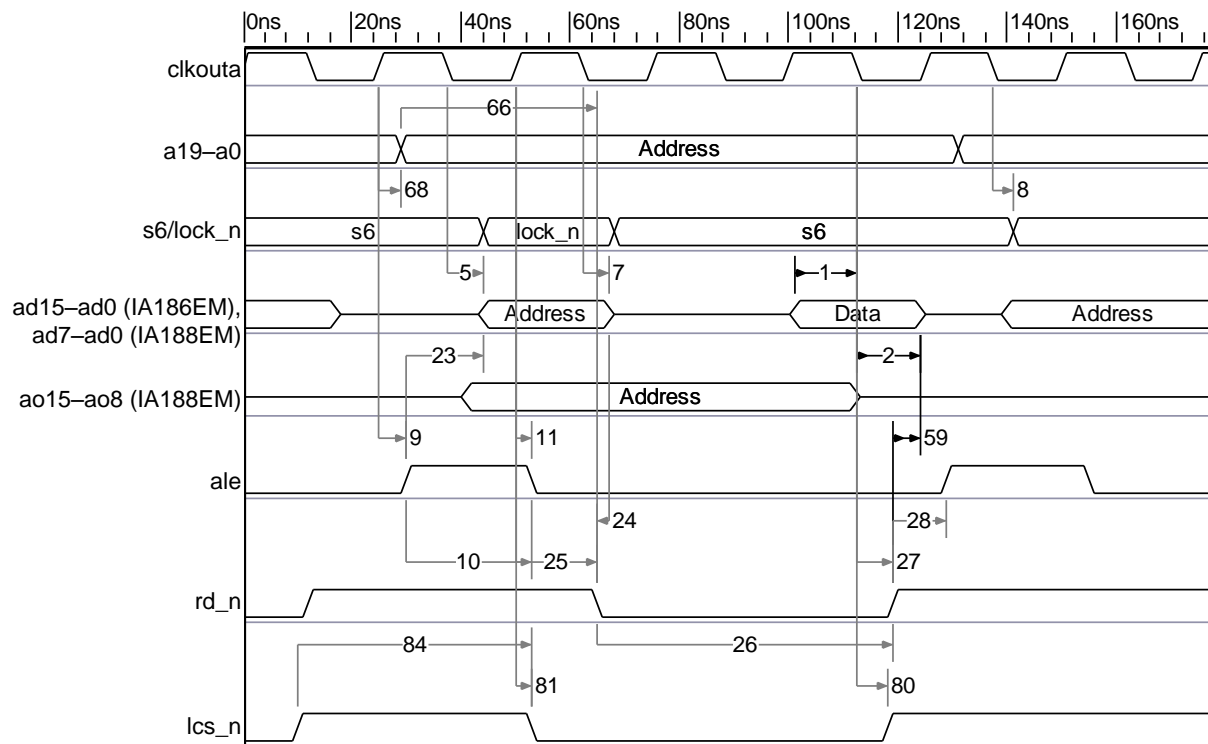 0ns 20ns 40ns 60ns 80ns 100ns 120ns 140ns 160ns
clkouta
66
a19–a0 Address
68 8
s6/lock_n s6 lock_n s6
5 7 1
ad15–ad0 (IA186EM), Address Data Address
ad7–ad0 (IA188EM)
23 2
ao15–ao8 (IA188EM) Address
9 11 59
ale
24 28
10 25 27
rd_n
84 26
81 80
lcs_n